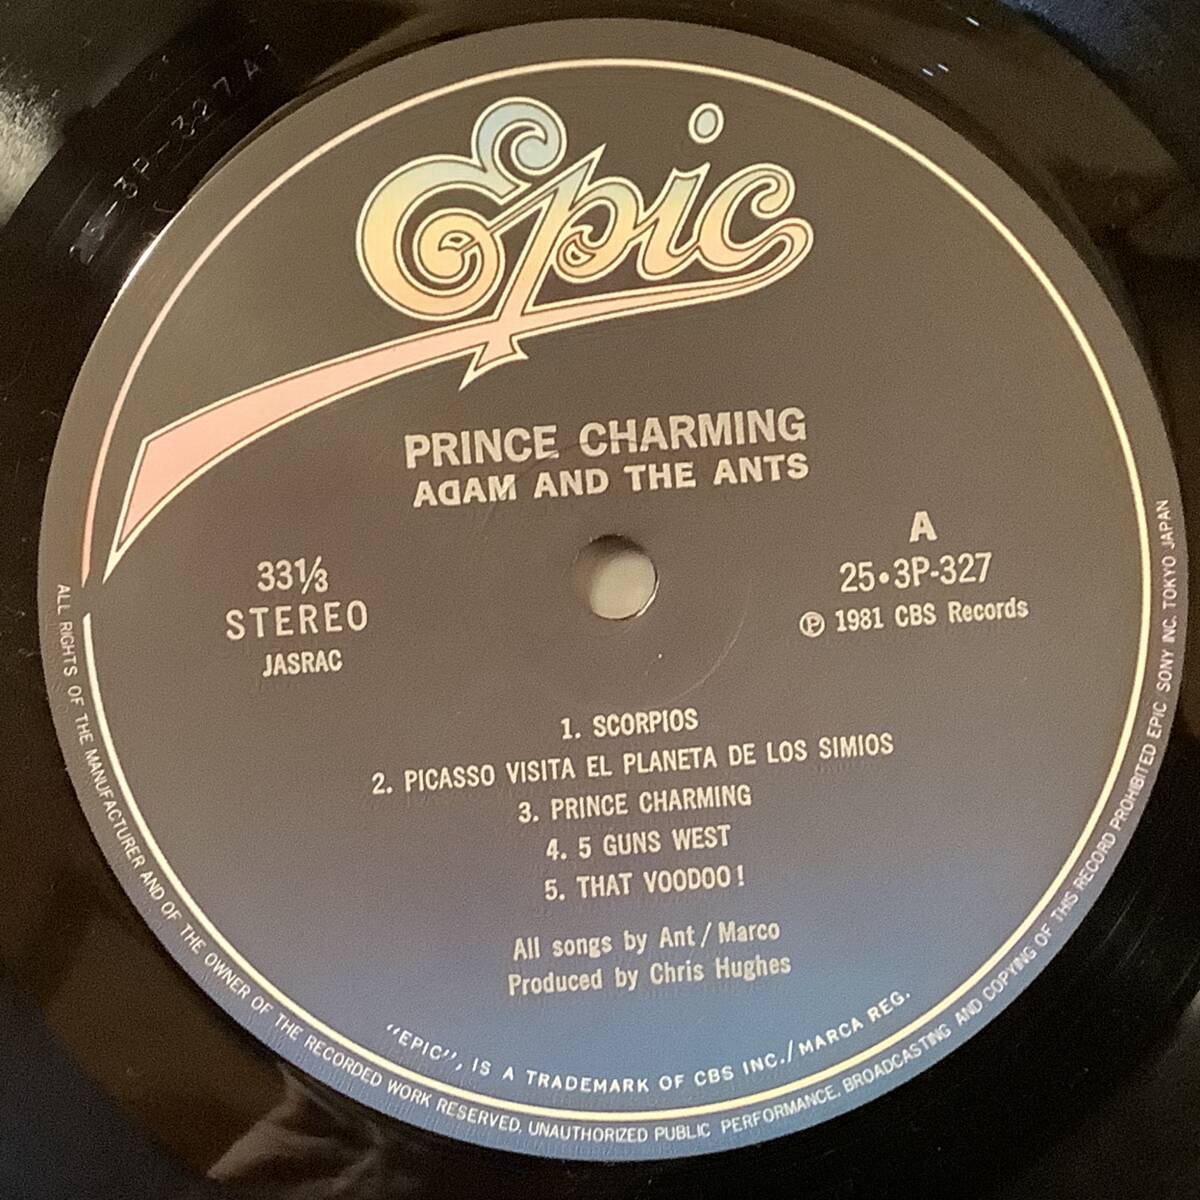 Epic
PRINCE CHARMING
ADAM AND THE ANTS
33⅓
STEREO
JASRAC
A
25•3P-327
Ⓟ 1981 CBS Records
1. SCORPIOS
2. PICASSO VISITA EL PLANETA DE LOS SIMIOS
3. PRINCE CHARMING
4. 5 GUNS WEST
5. THAT VOODOO!
All songs by Ant / Marco
Produced by Chris Hughes
"EPIC", IS A TRADEMARK OF CBS INC./MARCA REG.
ALL RIGHTS OF THE MANUFACTURER AND OF THE OWNER OF THE RECORDED WORK RESERVED. UNAUTHORIZED PUBLIC PERFORMANCE, BROADCASTING AND COPYING OF THIS RECORD PROHIBITED EPIC SONY INC. TOKYO JAPAN